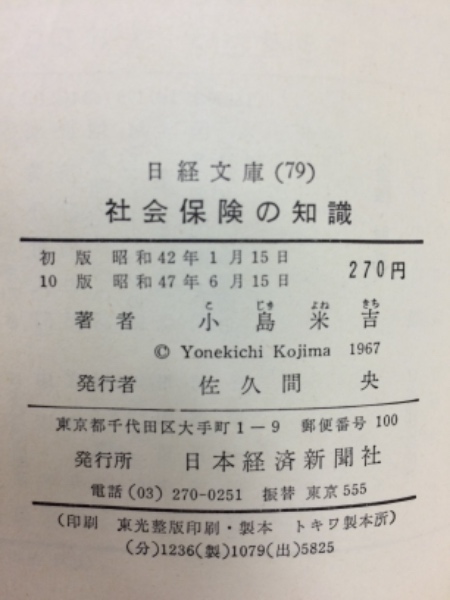 日経文庫(79)
社会保険の知識
初版 昭和42年1月15日
10版 昭和47年6月15日
270円
こ じま よね きち
著者 小島米吉
© Yonekichi Kojima 1967
発行者 佐久間 央
東京都千代田区大手町1-9 郵便番号 100
発行所 日本経済新聞社
電話(03)270-0251 振替 東京555
(印刷 東光整版印刷・製本 トキワ製本所)
(分)1236(製)1079(出)5825